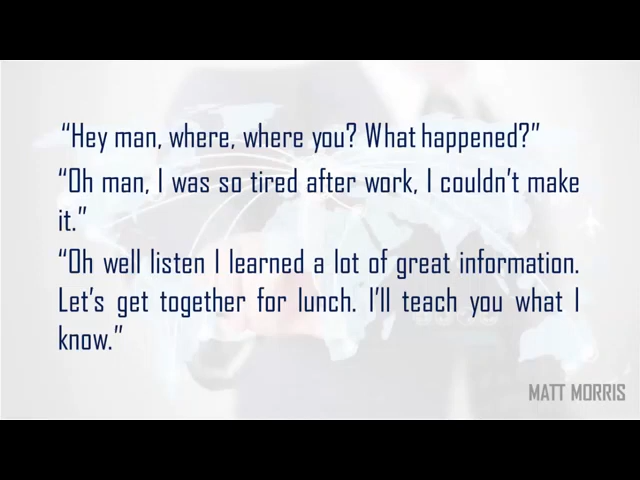 “Hey man, where, where you? What happened?”
“Oh man, I was so tired after work, I couldn’t make
it.”
“Oh well listen I learned a lot of great information.
Let’s get together for lunch. I’ll teach you what I
know.”
MATT MORRIS